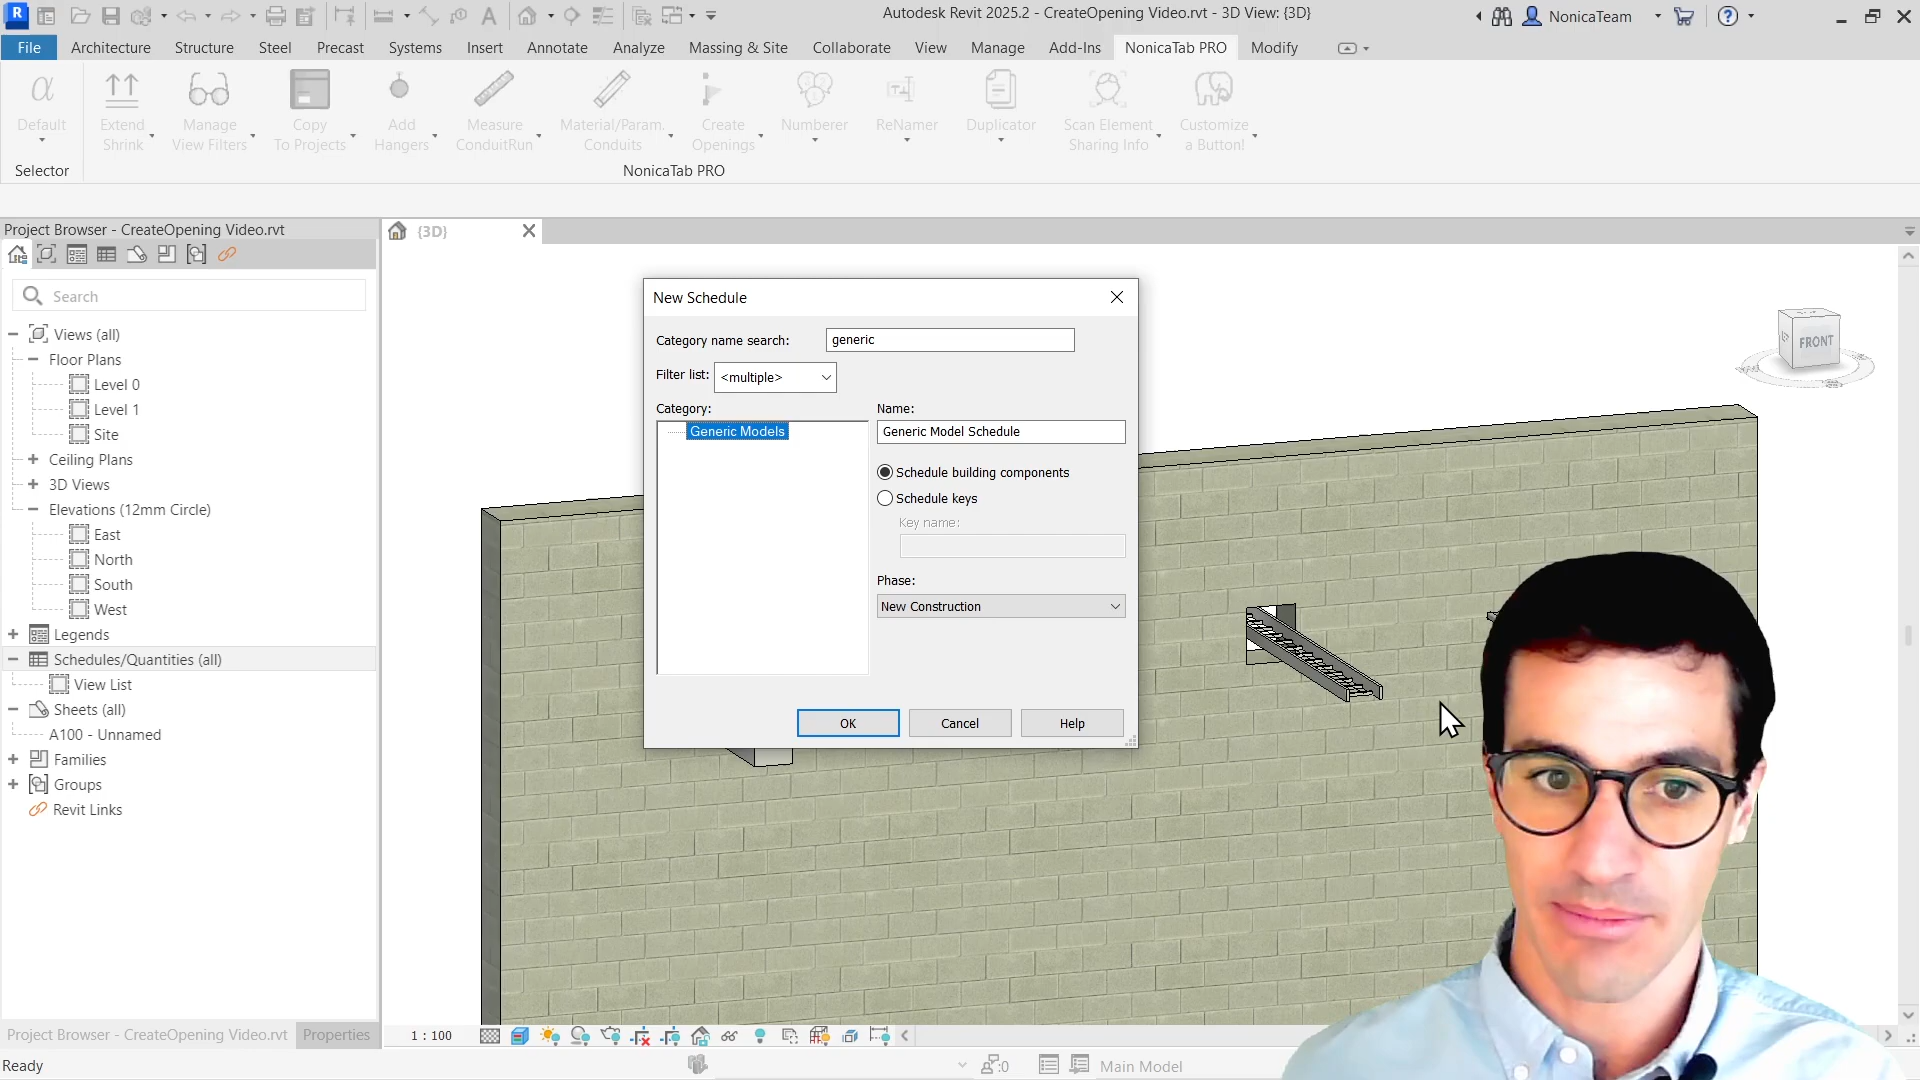 R
Autodesk Revit 2025.2 - CreateOpening Video.rvt - 3D View: {3D}
NonicaTeam
File
Architecture
Structure
Steel
Precast
Systems
Insert
Annotate
Analyze
Massing & Site
Collaborate
View
Manage
Add-Ins
NonicaTab PRO
Modify
Default
Extend
Shrink
Manage
View Filters
Copy
To Projects
Add
Hangers
Measure
ConduitRun
Material/Param.
Conduits
Create
Openings
Numberer
ReNamer
Duplicator
Scan Element
Sharing Info
Customize
a Button!
Selector
NonicaTab PRO
Project Browser - CreateOpening Video.rvt
{3D}
Search
Views (all)
Floor Plans
Level 0
Level 1
Site
Ceiling Plans
3D Views
Elevations (12mm Circle)
East
North
South
West
Legends
Schedules/Quantities (all)
View List
Sheets (all)
A100 - Unnamed
Families
Groups
Revit Links
New Schedule
Category name search:
generic
Filter list:
<multiple>
Category:
Generic Models
Name:
Generic Model Schedule
Schedule building components
Schedule keys
Key name:
Phase:
New Construction
OK
Cancel
Help
FRONT
Project Browser - CreateOpening Video.rvt
Properties
1 : 100
Ready
:0
Main Model